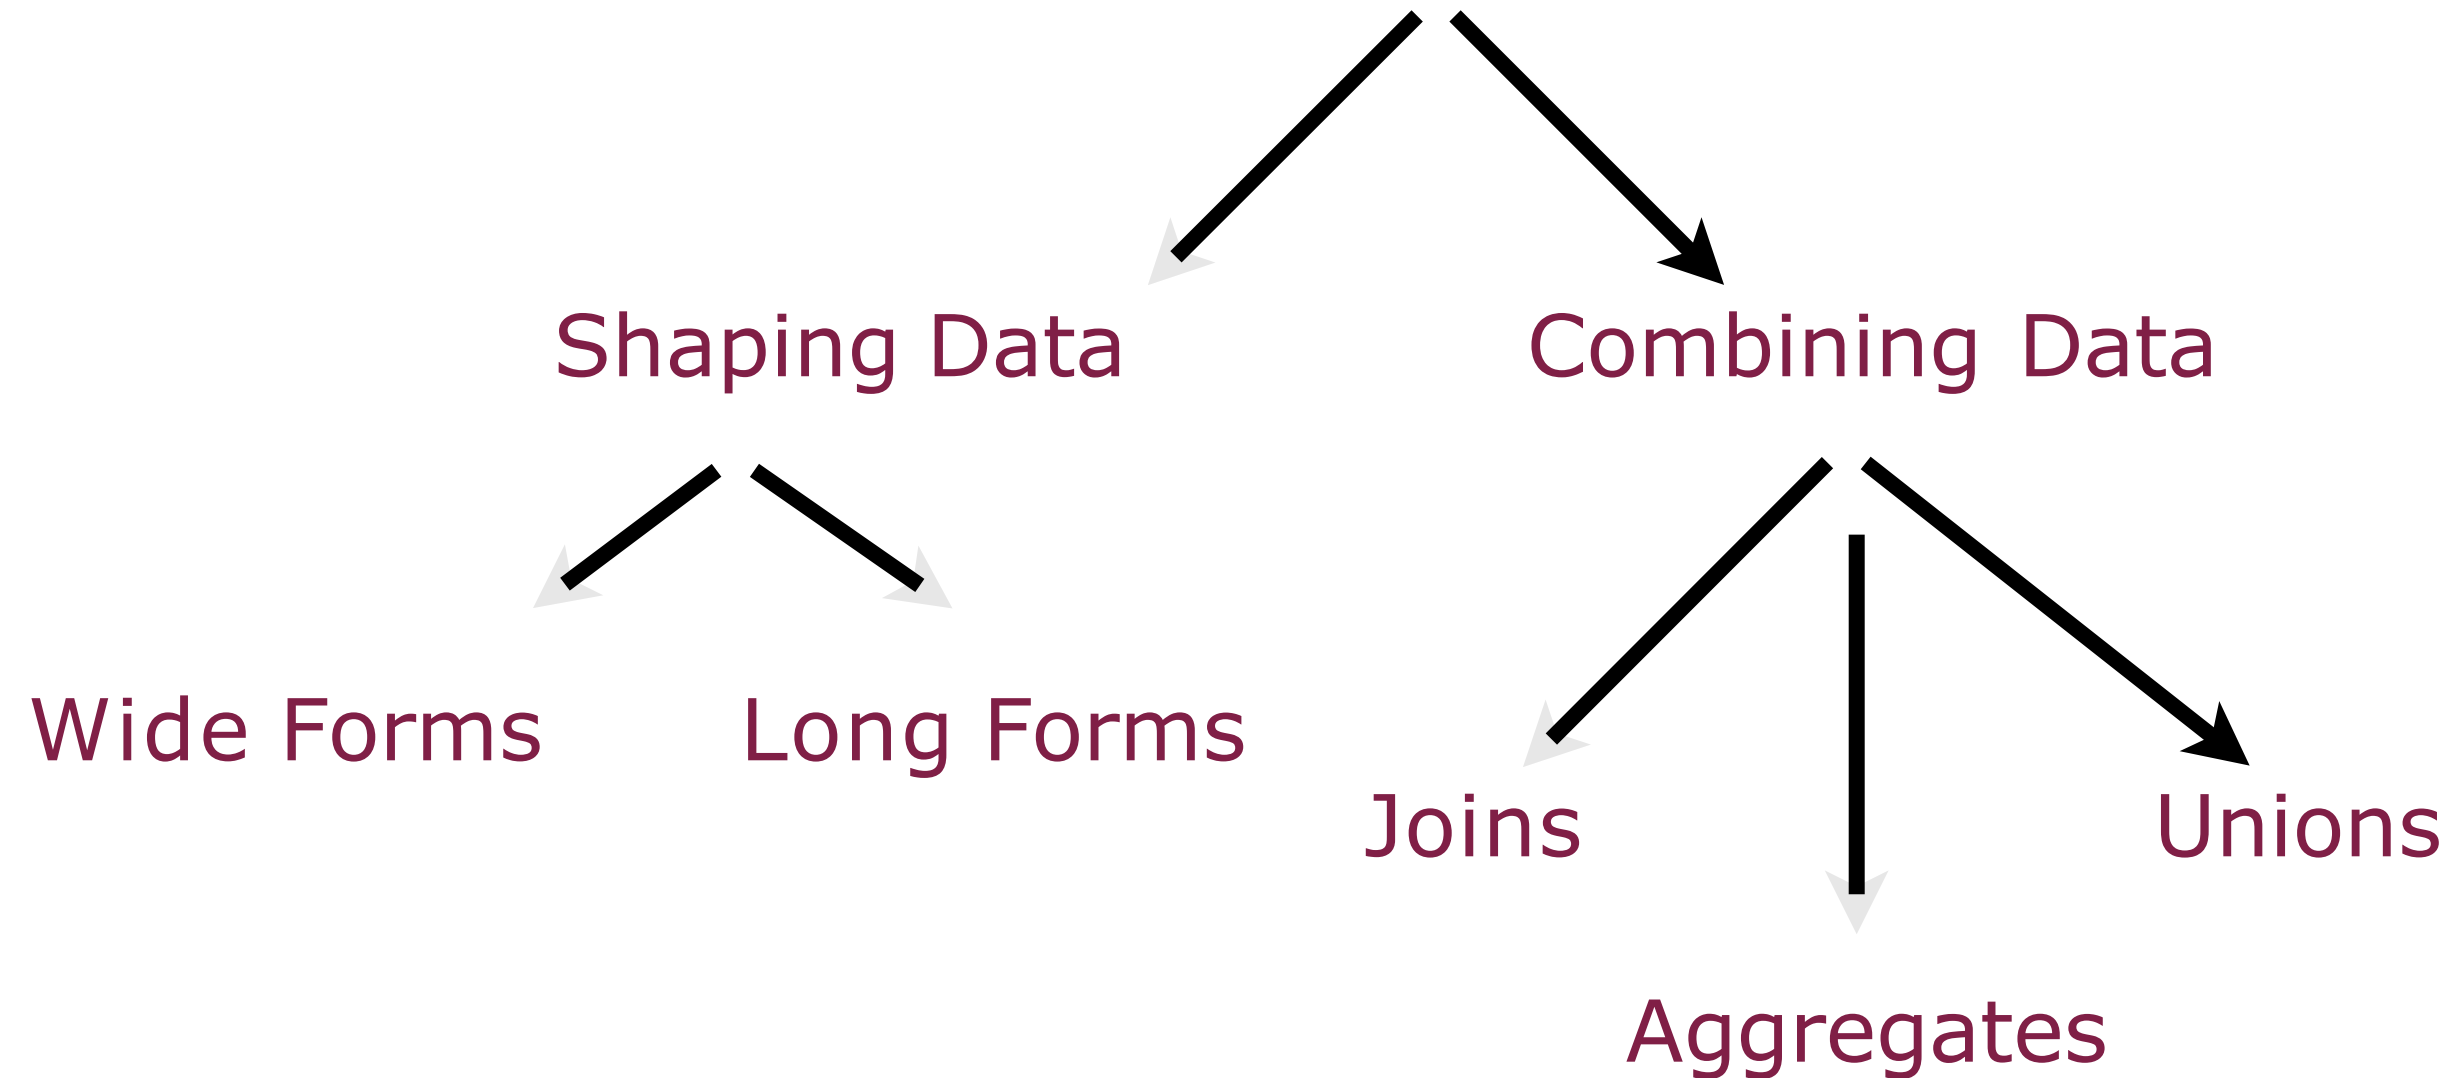 Shaping Data
Combining Data
Wide Forms
Long Forms
Joins
Unions
Aggregates